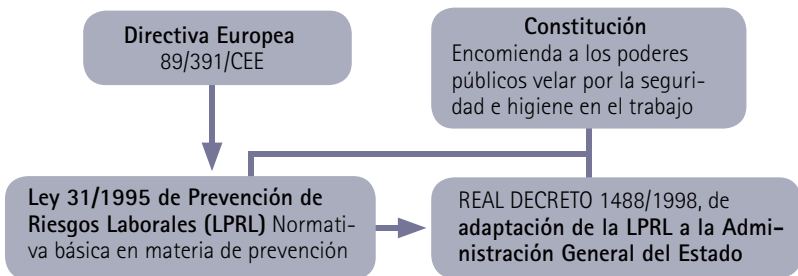 Directiva Europea
89/391/CEE
Constitución
Encomienda a los poderes
públicos velar por la seguri-
dad e higiene en el trabajo
Ley 31/1995 de Prevención de
Riesgos Laborales (LPRL) Normati-
va básica en materia de prevención
REAL DECRETO 1488/1998, de
adaptación de la LPRL a la Admi-
nistración General del Estado